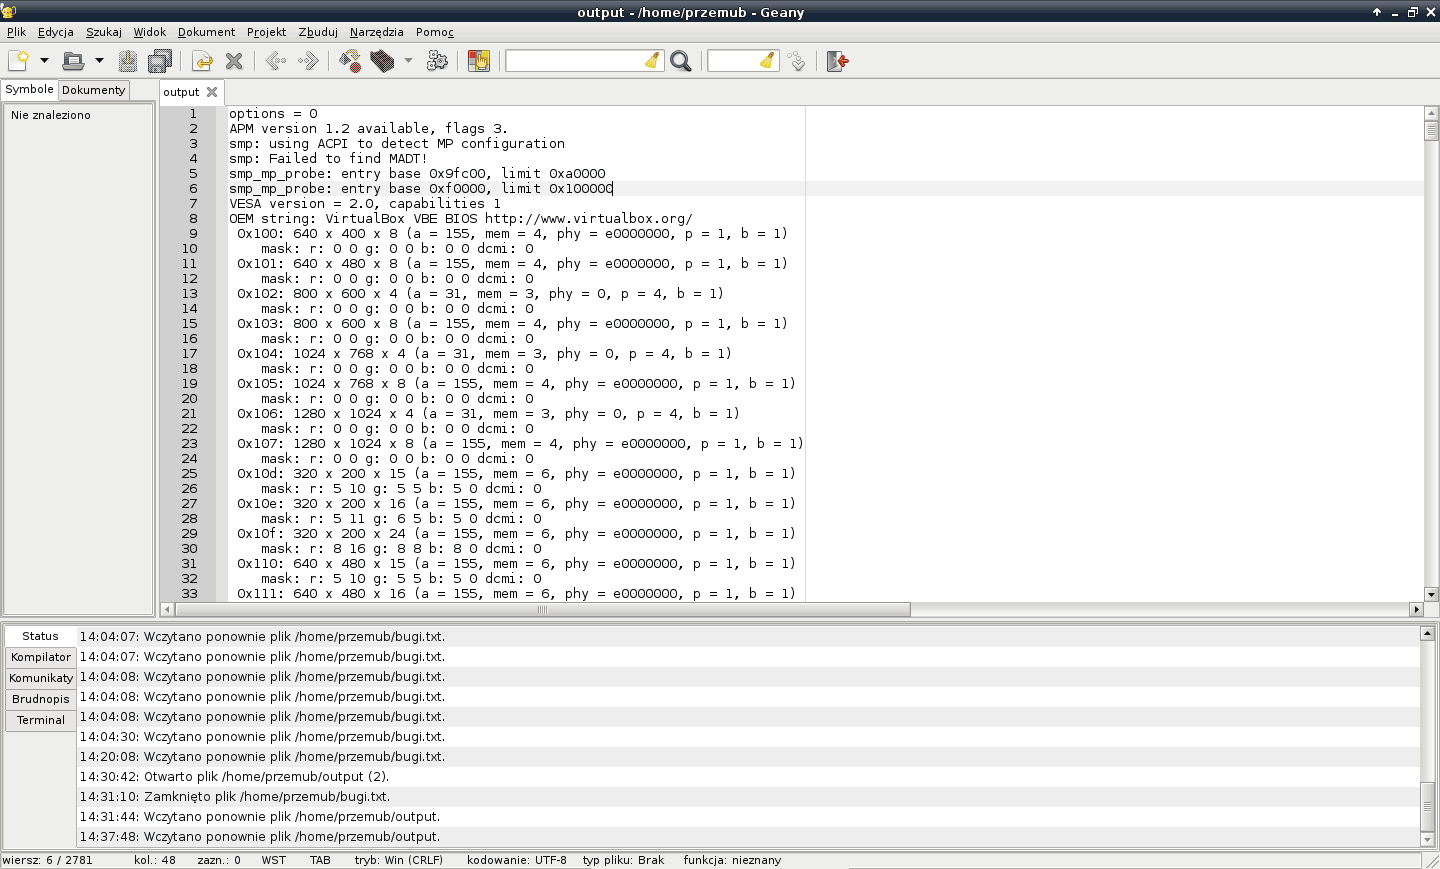 output - /home/przemub - Geany
Plik Edycja Szukaj Widok Dokument Projekt Zbuduj Narzędzia Pomoc
Symbole Dokumenty
output
Nie znaleziono
1 options = 0
2 APM version 1.2 available, flags 3.
3 smp: using ACPI to detect MP configuration
4 smp: Failed to find MADT!
5 smp_mp_probe: entry base 0x9fc00, limit 0xa0000
6 smp_mp_probe: entry base 0xf0000, limit 0x100000
7 VESA version = 2.0, capabilities 1
8 OEM string: VirtualBox VBE BIOS http://www.virtualbox.org/
9 0x100: 640 x 400 x 8 (a = 155, mem = 4, phy = e0000000, p = 1, b = 1)
10 mask: r: 0 0 g: 0 0 b: 0 0 dcmi: 0
11 0x101: 640 x 480 x 8 (a = 155, mem = 4, phy = e0000000, p = 1, b = 1)
12 mask: r: 0 0 g: 0 0 b: 0 0 dcmi: 0
13 0x102: 800 x 600 x 4 (a = 31, mem = 3, phy = 0, p = 4, b = 1)
14 mask: r: 0 0 g: 0 0 b: 0 0 dcmi: 0
15 0x103: 800 x 600 x 8 (a = 155, mem = 4, phy = e0000000, p = 1, b = 1)
16 mask: r: 0 0 g: 0 0 b: 0 0 dcmi: 0
17 0x104: 1024 x 768 x 4 (a = 31, mem = 3, phy = 0, p = 4, b = 1)
18 mask: r: 0 0 g: 0 0 b: 0 0 dcmi: 0
19 0x105: 1024 x 768 x 8 (a = 155, mem = 4, phy = e0000000, p = 1, b = 1)
20 mask: r: 0 0 g: 0 0 b: 0 0 dcmi: 0
21 0x106: 1280 x 1024 x 4 (a = 31, mem = 3, phy = 0, p = 4, b = 1)
22 mask: r: 0 0 g: 0 0 b: 0 0 dcmi: 0
23 0x107: 1280 x 1024 x 8 (a = 155, mem = 4, phy = e0000000, p = 1, b = 1)
24 mask: r: 0 0 g: 0 0 b: 0 0 dcmi: 0
25 0x10d: 320 x 200 x 15 (a = 155, mem = 6, phy = e0000000, p = 1, b = 1)
26 mask: r: 5 10 g: 5 5 b: 5 0 dcmi: 0
27 0x10e: 320 x 200 x 16 (a = 155, mem = 6, phy = e0000000, p = 1, b = 1)
28 mask: r: 5 11 g: 6 5 b: 5 0 dcmi: 0
29 0x10f: 320 x 200 x 24 (a = 155, mem = 6, phy = e0000000, p = 1, b = 1)
30 mask: r: 8 16 g: 8 8 b: 8 0 dcmi: 0
31 0x110: 640 x 480 x 15 (a = 155, mem = 6, phy = e0000000, p = 1, b = 1)
32 mask: r: 5 10 g: 5 5 b: 5 0 dcmi: 0
33 0x111: 640 x 480 x 16 (a = 155, mem = 6, phy = e0000000, p = 1, b = 1)
Status
Kompilator
Komunikaty
Brudnopis
Terminal
14:04:07: Wczytano ponownie plik /home/przemub/bugi.txt.
14:04:07: Wczytano ponownie plik /home/przemub/bugi.txt.
14:04:08: Wczytano ponownie plik /home/przemub/bugi.txt.
14:04:08: Wczytano ponownie plik /home/przemub/bugi.txt.
14:04:08: Wczytano ponownie plik /home/przemub/bugi.txt.
14:04:30: Wczytano ponownie plik /home/przemub/bugi.txt.
14:20:08: Wczytano ponownie plik /home/przemub/bugi.txt.
14:30:42: Otwarto plik /home/przemub/output (2).
14:31:10: Zamknięto plik /home/przemub/bugi.txt.
14:31:44: Wczytano ponownie plik /home/przemub/output.
14:37:48: Wczytano ponownie plik /home/przemub/output.
wiersz: 6 / 2781 kol.: 48 zazn.: 0 WST TAB tryb: Win (CRLF) kodowanie: UTF-8 typ pliku: Brak funkcja: nieznany